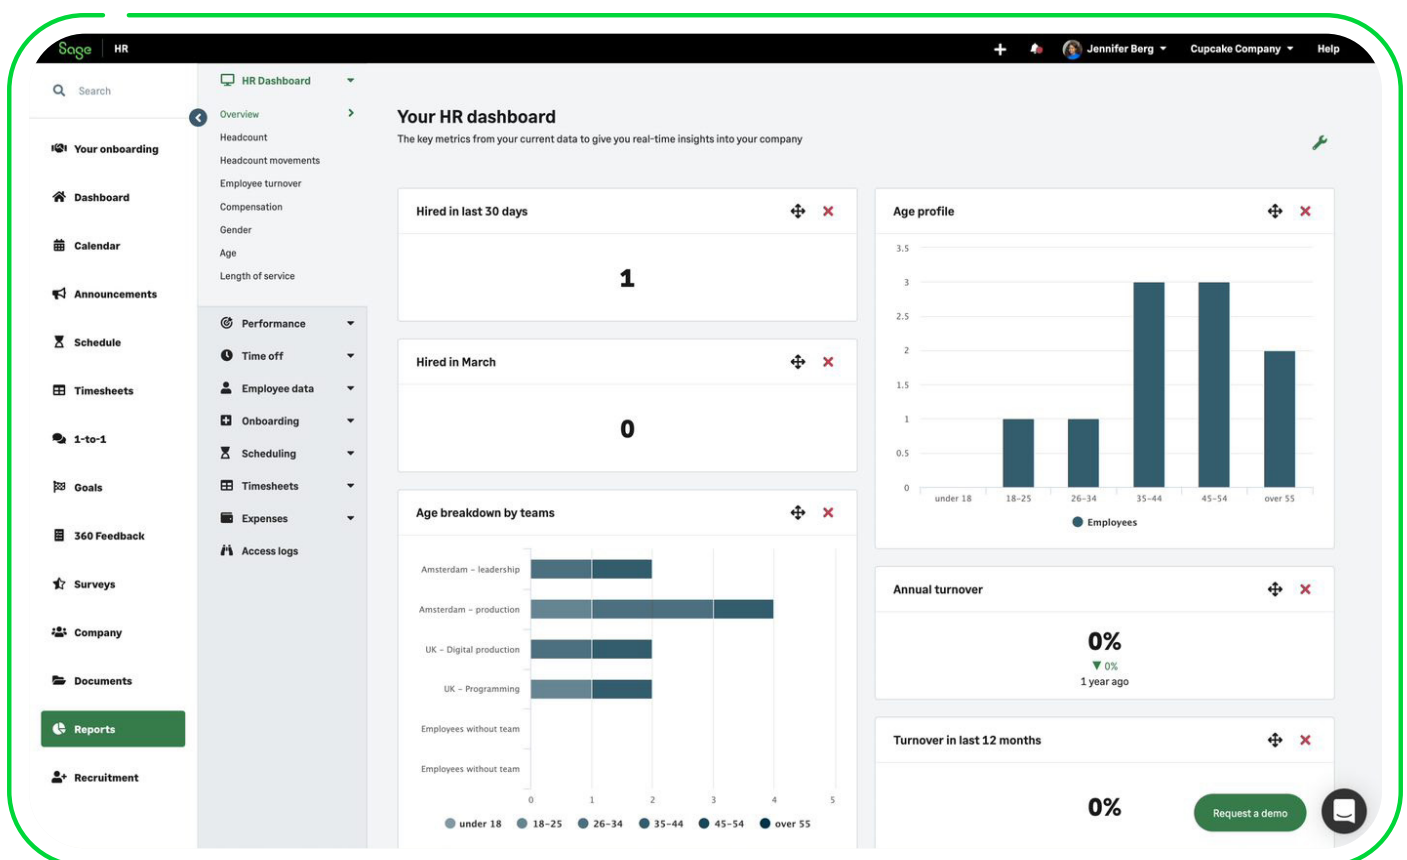 Sage HR
Jennifer Berg
Cupcake Company
Help
Search
Your onboarding
Dashboard
Calendar
Announcements
Schedule
Timesheets
1-to-1
Goals
360 Feedback
Surveys
Company
Documents
Reports
Recruitment
HR Dashboard
Overview
Headcount
Headcount movements
Employee turnover
Compensation
Gender
Age
Length of service
Performance
Time off
Employee data
Onboarding
Scheduling
Timesheets
Expenses
Access logs
Your HR dashboard
The key metrics from your current data to give you real-time insights into your company
Hired in last 30 days
1
Hired in March
0
Age breakdown by teams
Amsterdam – leadership
Amsterdam – production
UK – Digital production
UK – Programming
Employees without team
Employees without team
0 1 2 3 4 5
under 18 18–25 26–34 35–44 45–54 over 55
Age profile
3.5
3
2.5
2
1.5
1
0.5
0
under 18 18–25 26–34 35–44 45–54 over 55
Employees
Annual turnover
0%
▼ 0%
1 year ago
Turnover in last 12 months
0%
Request a demo